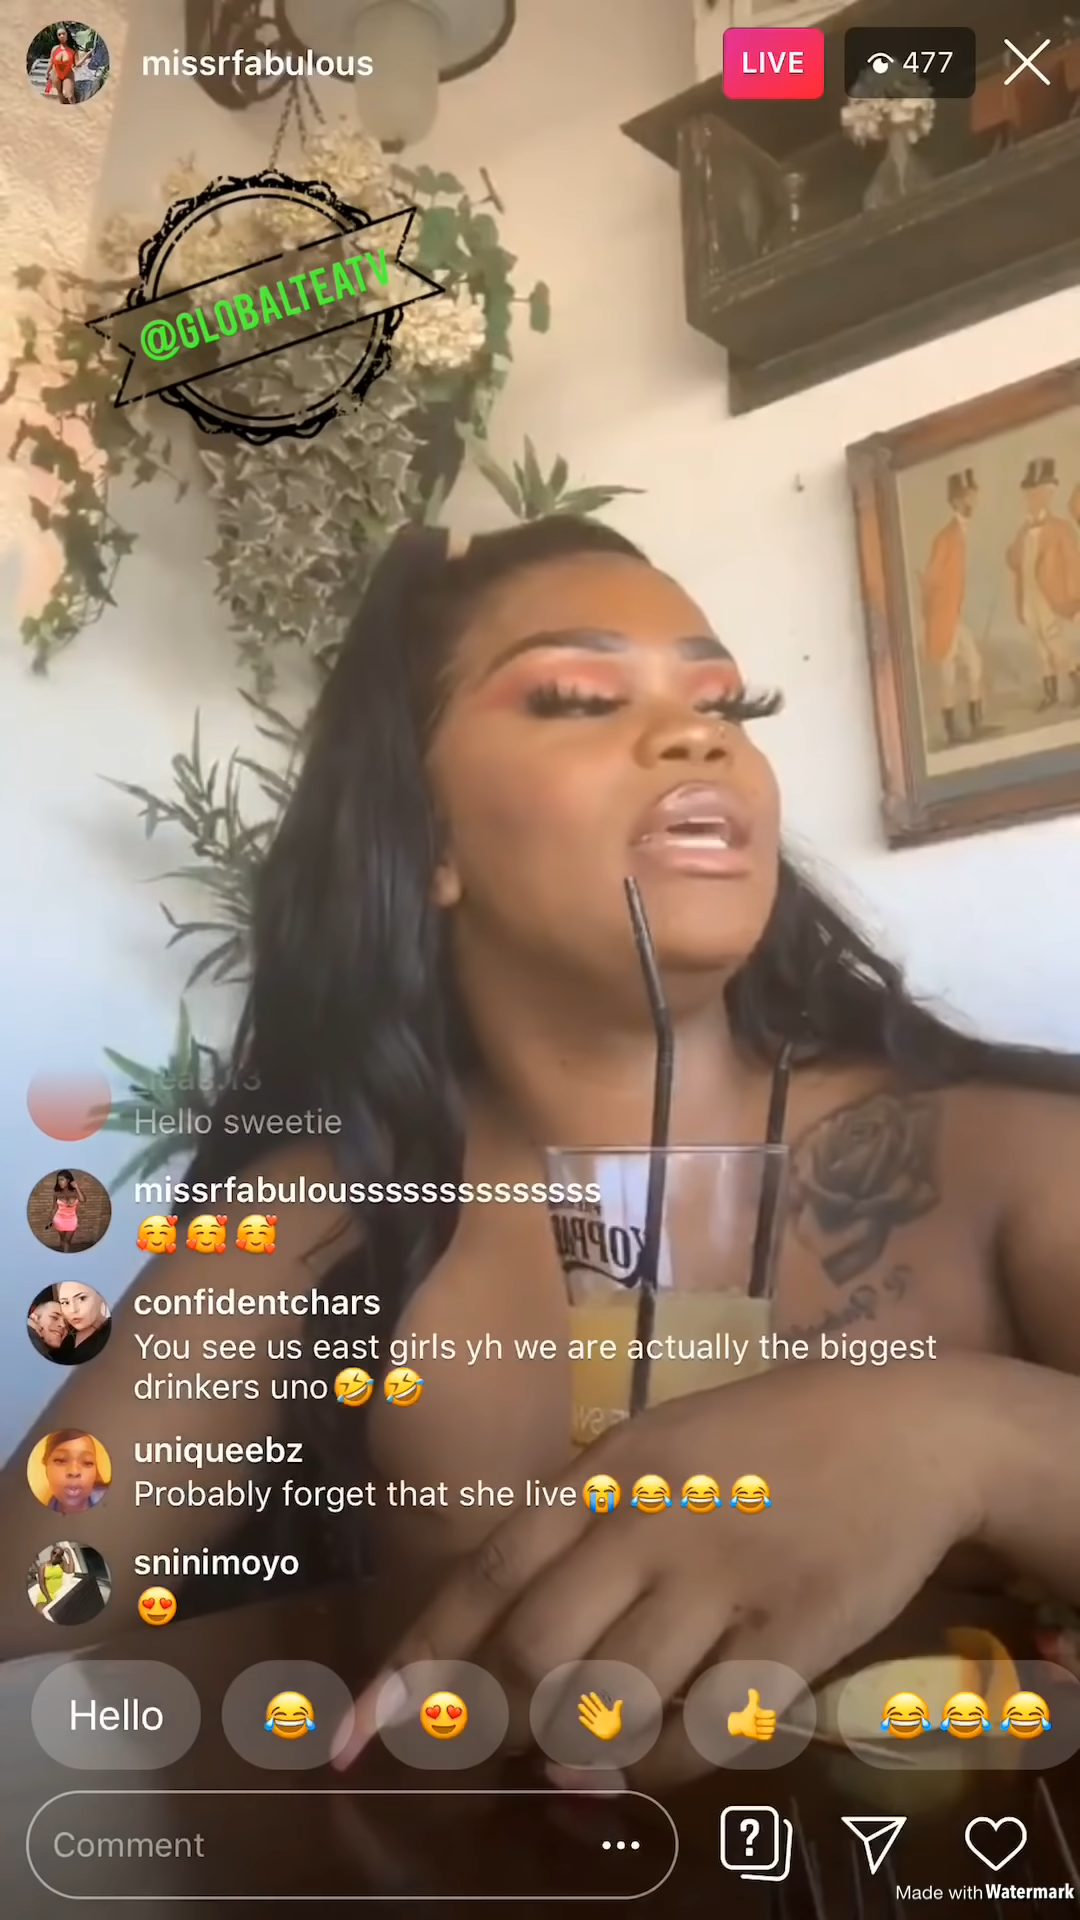 missrfabulous
LIVE
477
@GLOBALTEATV
Hello sweetie
missrfabulousssssssssssssss
🥰 🥰 🥰
confidentchars
You see us east girls yh we are actually the biggest
drinkers uno🤣 🤣
uniqueebz
Probably forget that she live😭 😂 😂 😂
sninimoyo
😍
Hello 😂 😍 👋 👍 😂 😂 😂
Comment
Made with Watermark